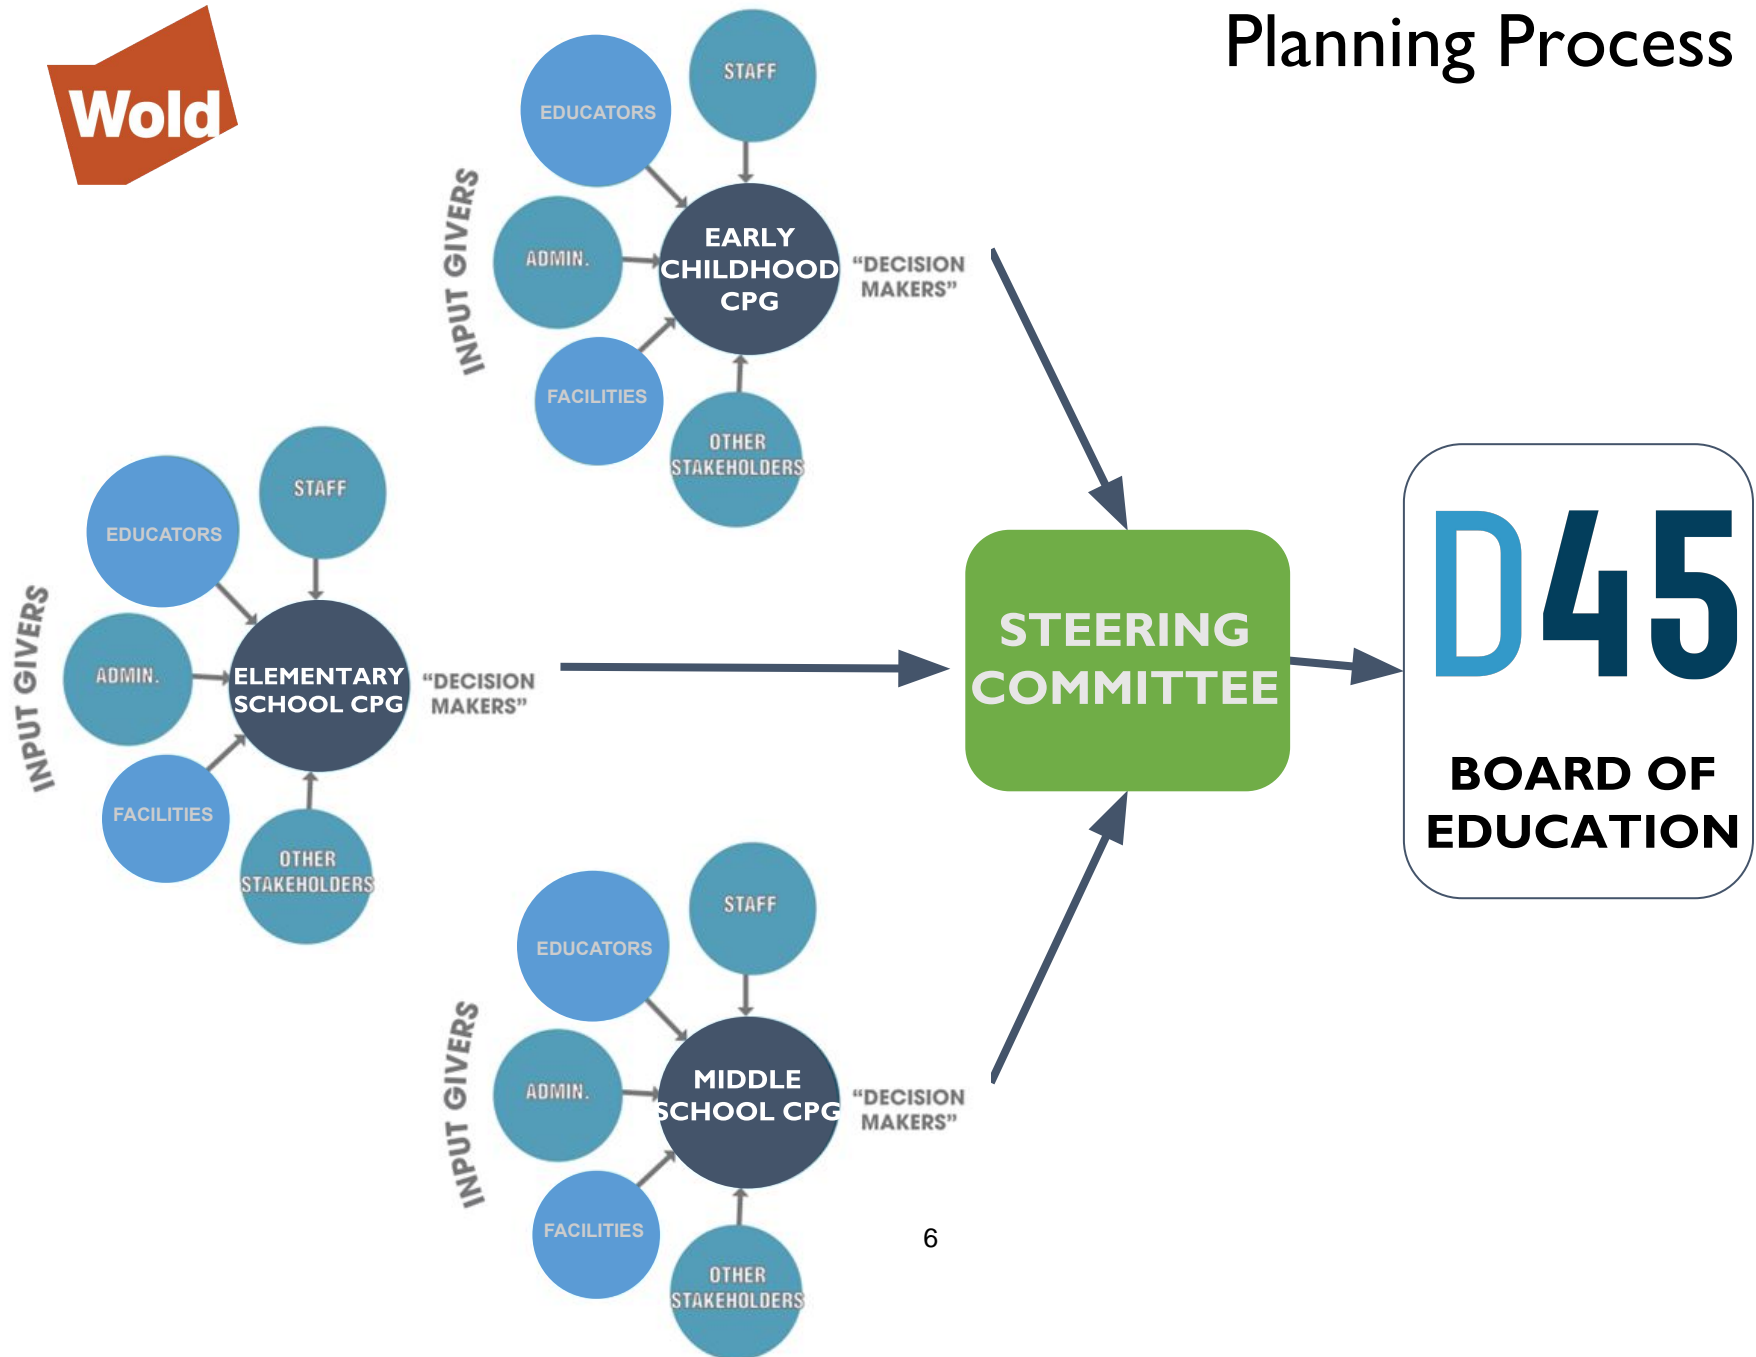 Wold
Planning Process
STAFF
EDUCATORS
INPUT GIVERS
ADMIN.
EARLY
CHILDHOOD
CPG
“DECISION
MAKERS”
FACILITIES
OTHER
STAKEHOLDERS
STAFF
EDUCATORS
INPUT GIVERS
ADMIN.
ELEMENTARY
SCHOOL CPG
“DECISION
MAKERS”
FACILITIES
OTHER
STAKEHOLDERS
STAFF
EDUCATORS
INPUT GIVERS
ADMIN.
MIDDLE
SCHOOL CPG
“DECISION
MAKERS”
FACILITIES
OTHER
STAKEHOLDERS
STEERING
COMMITTEE
D45
BOARD OF
EDUCATION
6